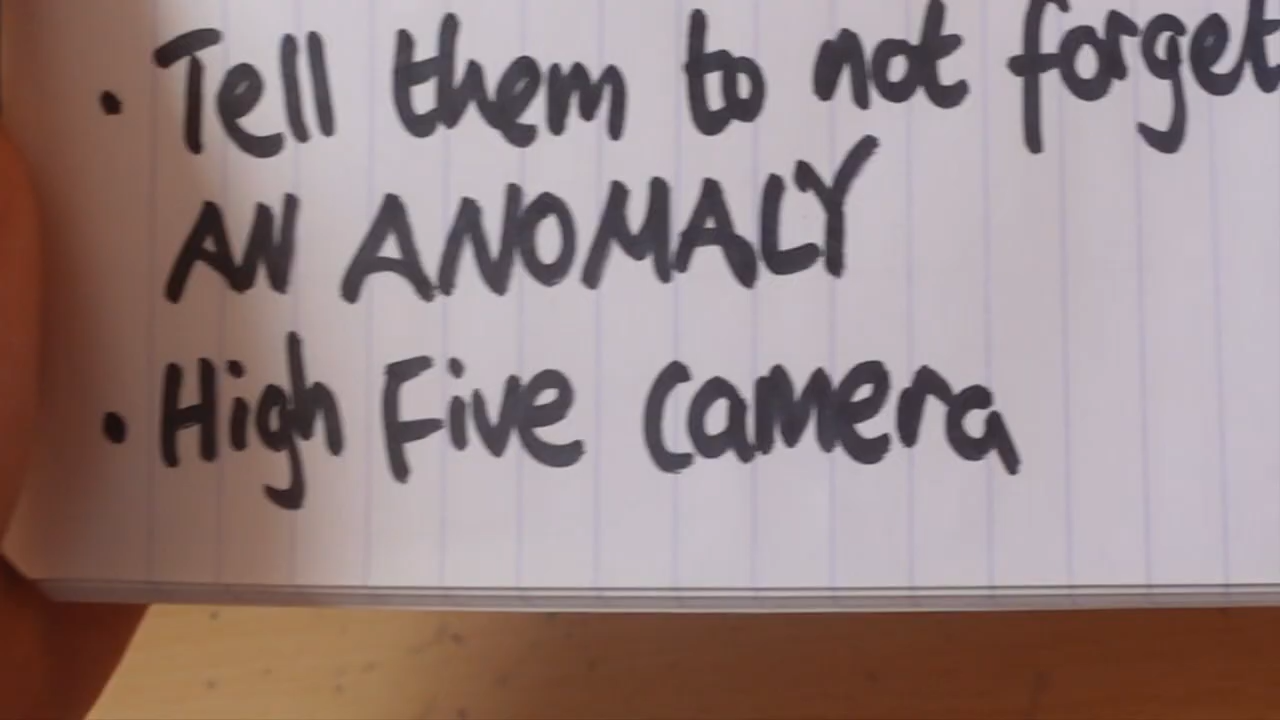 • Tell them to not forget
AN ANOMALY
• High Five camera